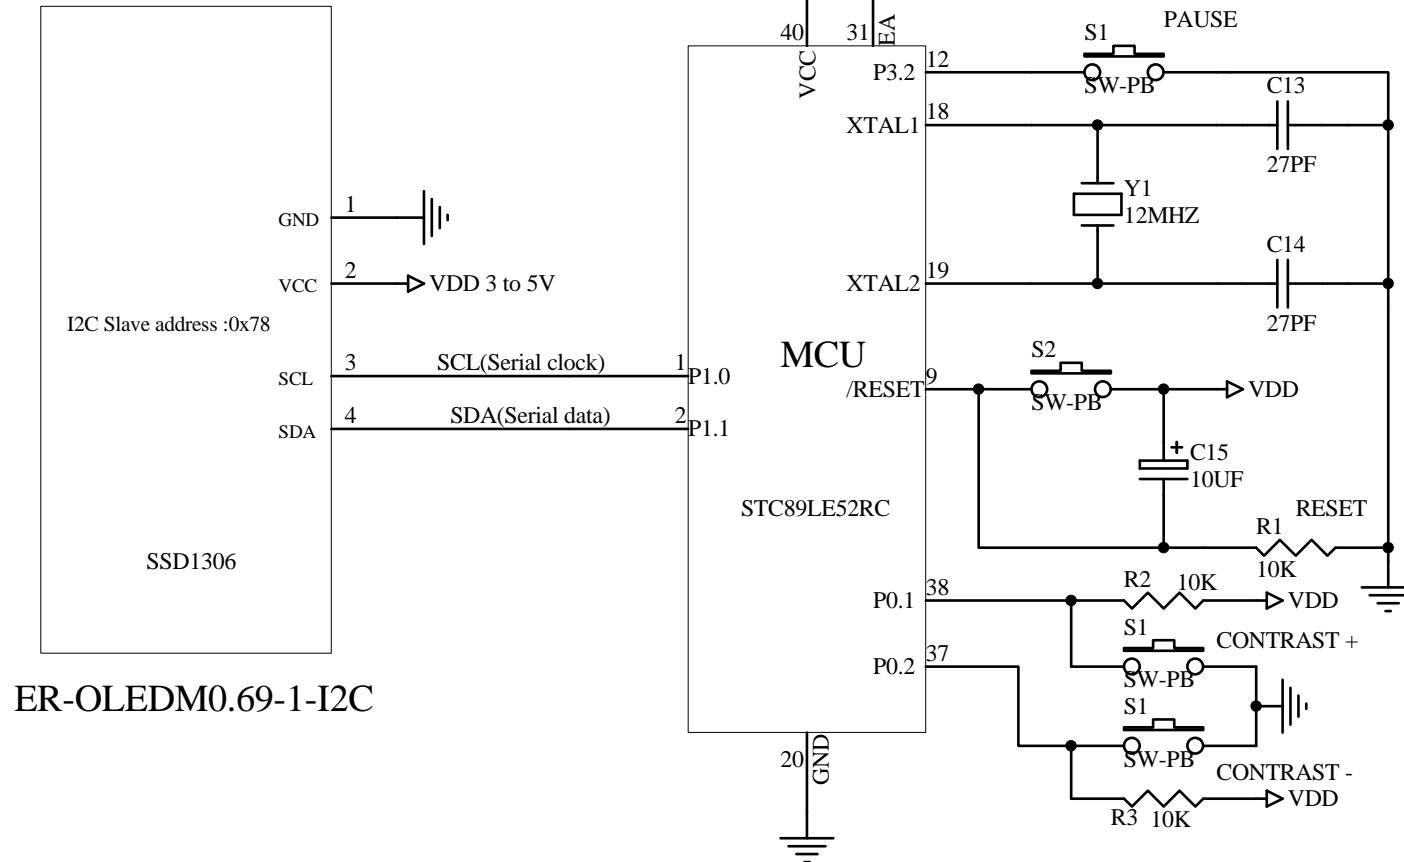 PAUSE
40
31
S1
VCC
EA
P3.2
12
SW-PB
C13
XTAL1
18
27PF
Y1
12MHZ
GND
1
VCC
2
VDD 3 to 5V
XTAL2
19
C14
27PF
I2C Slave address :0x78
MCU
SCL
3
SCL(Serial clock)
1
P1.0
SDA
4
SDA(Serial data)
2
P1.1
/RESET
9
S2
SW-PB
VDD
C15
10UF
STC89LE52RC
RESET
R1
10K
SSD1306
P0.1
38
R2
10K
VDD
S1
CONTRAST +
SW-PB
P0.2
37
S1
SW-PB
CONTRAST -
VDD
R3
10K
ER-OLEDM0.69-1-I2C
20
GND